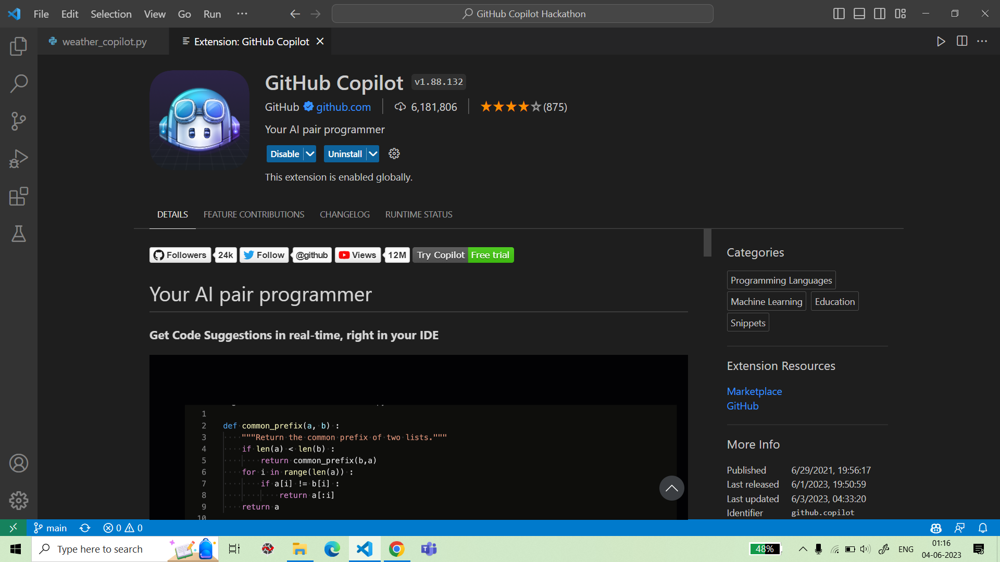 File Edit Selection View Go Run ···
GitHub Copilot Hackathon
weather_copilot.py
Extension: GitHub Copilot
GitHub Copilot v1.88.132
GitHub github.com 6,181,806 (875)
Your AI pair programmer
Disable Uninstall
This extension is enabled globally.
DETAILS FEATURE CONTRIBUTIONS CHANGELOG RUNTIME STATUS
Followers 24k Follow @github Views 12M Try Copilot Free trial
Your AI pair programmer
Get Code Suggestions in real-time, right in your IDE
1
2 def common_prefix(a, b) :
3 """Return the common prefix of two lists."""
4 if len(a) < len(b) :
5 return common_prefix(b,a)
6 for i in range(len(a)) :
7 if a[i] != b[i] :
8 return a[:i]
9 return a
10
Categories
Programming Languages
Machine Learning Education
Snippets
Extension Resources
Marketplace
GitHub
More Info
Published 6/29/2021, 19:56:17
Last released 6/1/2023, 19:50:59
Last updated 6/3/2023, 04:33:20
Identifier github.copilot
main 0 0
Type here to search
48%
ENG
01:16
04-06-2023